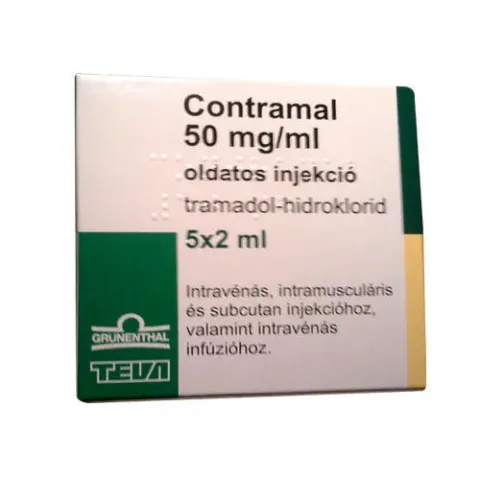 Contramal
50 mg/ml
oldatos injekció
tramadol-hidroklorid
5x2 ml
Intravénás, intramusculáris
és subcutan injekcióhoz,
valamint intravénás
infúzióhoz.
GRÜNENTHAL
TEVA